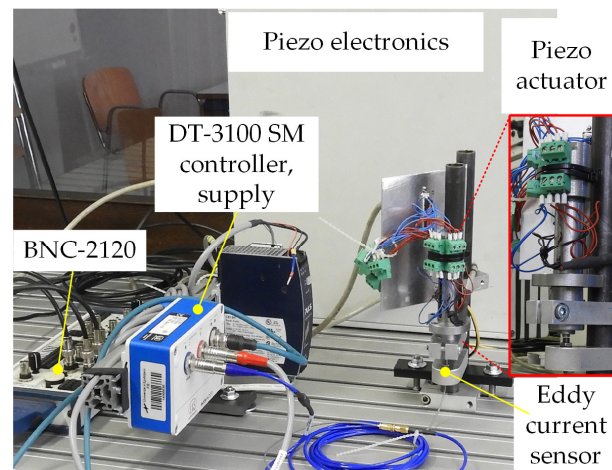 Piezo electronics
Piezo
actuator
DT-3100 SM
controller,
supply
BNC-2120
Eddy
current
sensor